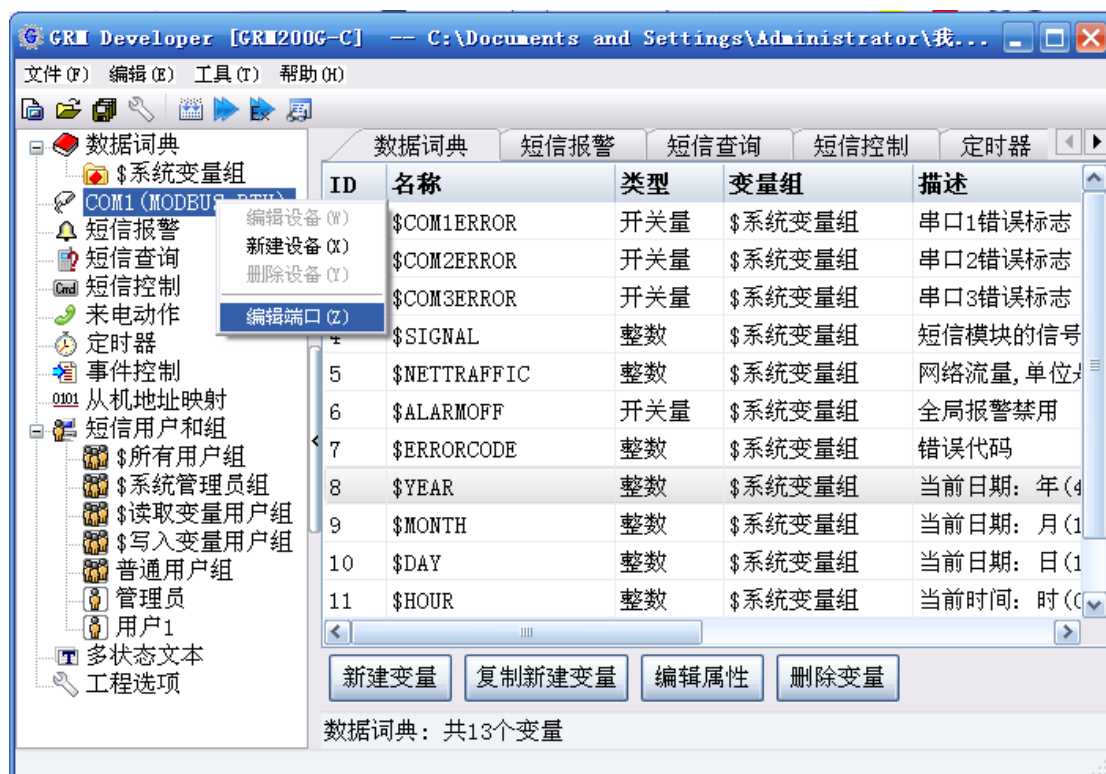 GRM Developer [GRM200G-C] -- C:\Documents and Settings\Administrator\我...
文件(F) 编辑(E) 工具(T) 帮助(H)
数据词典
$系统变量组
COM1(MODBUS RTU)
短信报警
短信查询
短信控制
来电动作
定时器
事件控制
从机地址映射
短信用户和组
$所有用户组
$系统管理员组
$读取变量用户组
$写入变量用户组
普通用户组
管理员
用户1
多状态文本
工程选项
编辑设备(W)
新建设备(X)
删除设备(Y)
编辑端口(Z)
数据词典 短信报警 短信查询 短信控制 定时器
ID 名称 类型 变量组 描述
$COM1ERROR 开关量 $系统变量组 串口1错误标志
$COM2ERROR 开关量 $系统变量组 串口2错误标志
$COM3ERROR 开关量 $系统变量组 串口3错误标志
4 $SIGNAL 整数 $系统变量组 短信模块的信号
5 $NETTRAFFIC 整数 $系统变量组 网络流量,单位
6 $ALARMOFF 开关量 $系统变量组 全局报警禁用
7 $ERRORCODE 整数 $系统变量组 错误代码
8 $YEAR 整数 $系统变量组 当前日期: 年(4
9 $MONTH 整数 $系统变量组 当前日期: 月(1
10 $DAY 整数 $系统变量组 当前日期: 日(1
11 $HOUR 整数 $系统变量组 当前时间: 时(0
新建变量 复制新建变量 编辑属性 删除变量
数据词典: 共13个变量